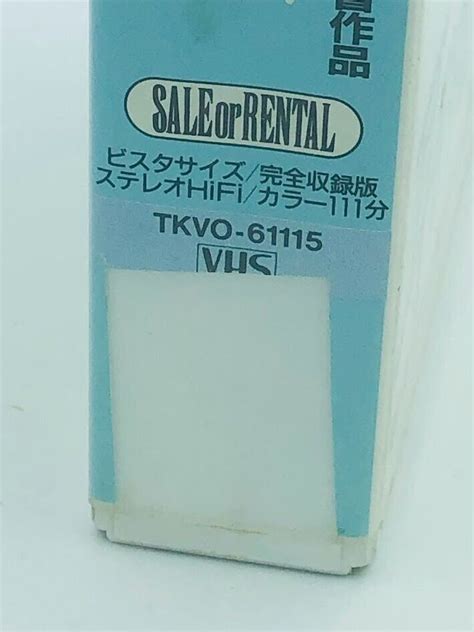 作品
SALE or RENTAL
ビスタサイズ/完全収録版
ステレオHiFi/カラー111分
TKVO-61115
VHS